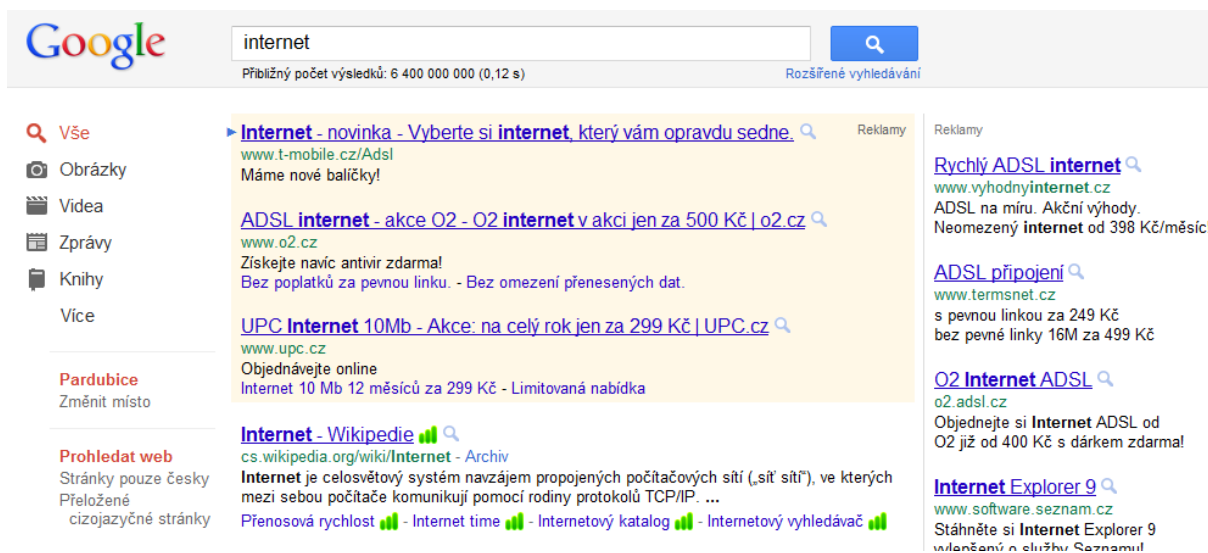 Google
internet
Přibližný počet výsledků: 6 400 000 000 (0,12 s)
Rozšířené vyhledávání
Vše
Obrázky
Videa
Zprávy
Knihy
Více
Pardubice
Změnit místo
Prohledat web
Stránky pouze česky
Přeložené
cizojazyčné stránky
Internet - novinka - Vyberte si internet, který vám opravdu sedne.
Reklamy
www.t-mobile.cz/Adsl
Máme nové balíčky!
ADSL internet - akce O2 - O2 internet v akci jen za 500 Kč | o2.cz
www.o2.cz
Získejte navíc antivir zdarma!
Bez poplatků za pevnou linku. - Bez omezení přenesených dat.
UPC Internet 10Mb - Akce: na celý rok jen za 299 Kč | UPC.cz
www.upc.cz
Objednávejte online
Internet 10 Mb 12 měsíců za 299 Kč - Limitovaná nabídka
Internet - Wikipedie
cs.wikipedia.org/wiki/Internet - Archiv
Internet je celosvětový systém navzájem propojených počítačových sítí („síť sítí“), ve kterých
mezi sebou počítače komunikují pomocí rodiny protokolů TCP/IP. ...
Přenosová rychlost - Internet time - Internetový katalog - Internetový vyhledávač
Reklamy
Rychlý ADSL internet
www.vyhodnyinternet.cz
ADSL na míru. Akční výhody.
Neomezený internet od 398 Kč/měsíc!
ADSL připojení
www.termsnet.cz
s pevnou linkou za 249 Kč
bez pevné linky 16M za 499 Kč
O2 Internet ADSL
o2.adsl.cz
Objednejte si Internet ADSL od
O2 již od 400 Kč s dárkem zdarma!
Internet Explorer 9
www.software.seznam.cz
Stáhněte si Internet Explorer 9
vylepšený o služby Seznamu!